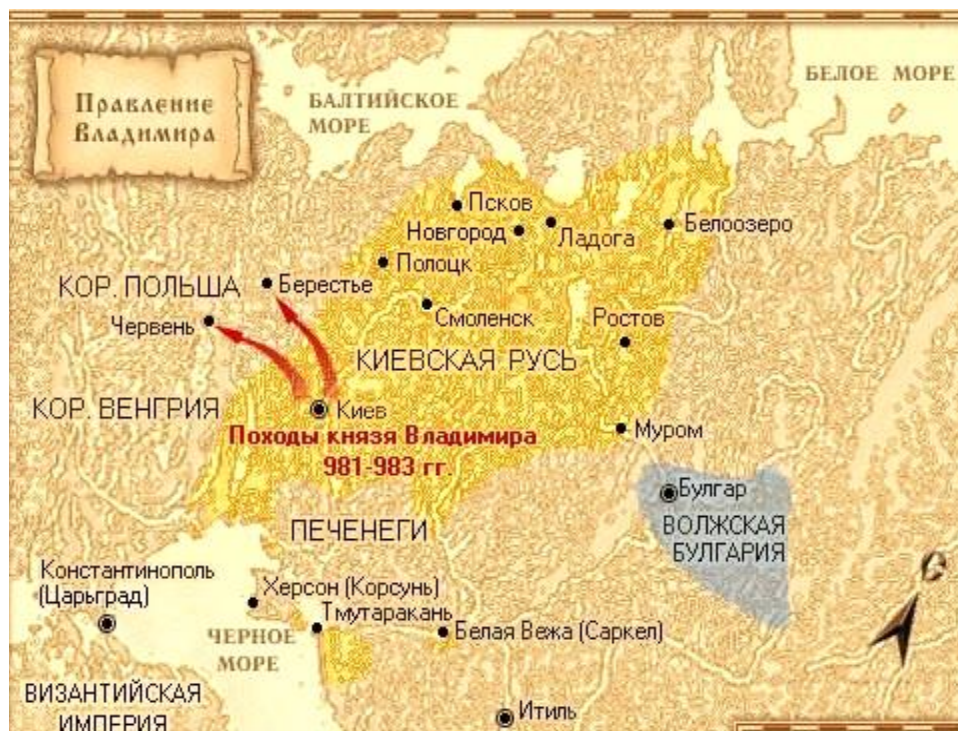 Правление
Владимира
БАЛТИЙСКОЕ
МОРЕ
БЕЛОЕ МОРЕ
Псков
Новгород
Ладога
Белоозеро
Полоцк
КОР. ПОЛЬША
Берестье
Червень
Смоленск
Ростов
КИЕВСКАЯ РУСЬ
КОР. ВЕНГРИЯ
Киев
Муром
Походы князя Владимира
981-983 гг.
Булгар
ВОЛЖСКАЯ
БУЛГАРИЯ
ПЕЧЕНЕГИ
Константинополь
(Царьград)
Херсон (Корсунь)
Тмутаракань
Белая Вежа (Саркел)
ЧЕРНОЕ
МОРЕ
С
ВИЗАНТИЙСКАЯ
ИМПЕРИЯ
Итиль